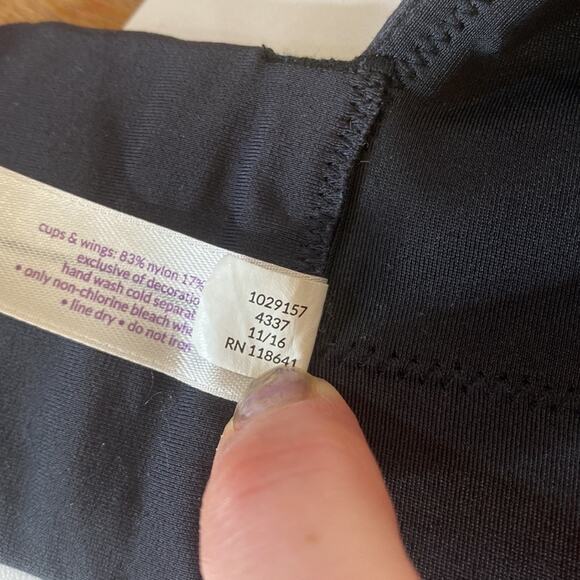 cups & wings: 83% nylon 17%
exclusive of decoratio
hand wash cold separat
• only non-chlorine bleach whe
• line dry • do not iron
1029157
4337
11/16
RN 118641